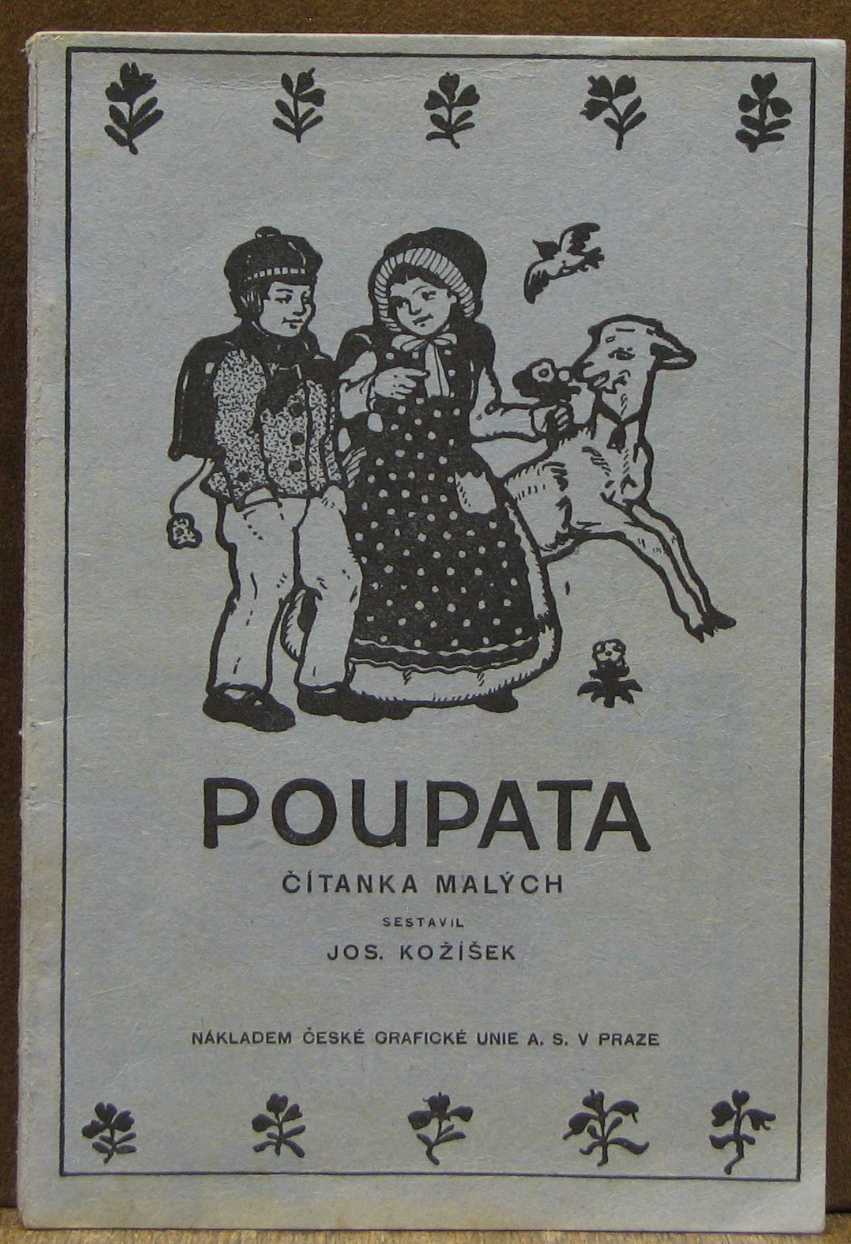 POUPATA
ČÍTANKA MALÝCH
SESTAVIL
JOS. KOŽÍŠEK
NÁKLADEM ČESKÉ GRAFICKÉ UNIE A. S. V PRAZE